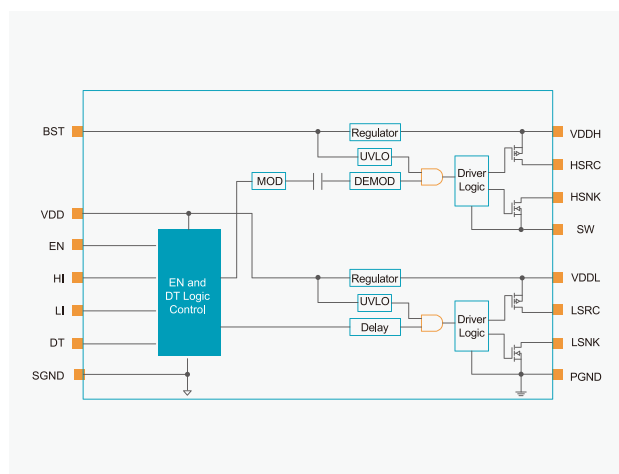 BST
Regulator
VDDH
UVLO
HSRC
MOD
DEMOD
Driver
Logic
HSNK
VDD
SW
EN
HI
EN and
DT Logic
Control
Regulator
VDDL
UVLO
LI
LSRC
Delay
Driver
Logic
DT
LSNK
SGND
PGND